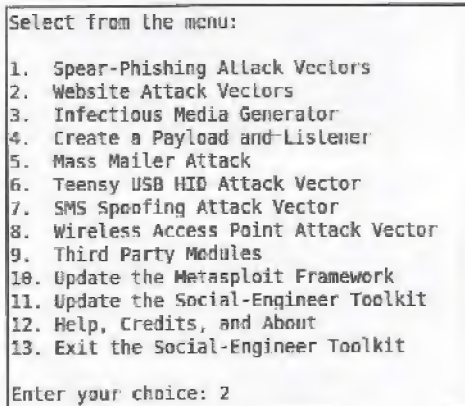 Select from the menu:
1. Spear-Phishing Attack Vectors
2. Website Attack Vectors
3. Infectious Media Generator
4. Create a Payload and Listener
5. Mass Mailer Attack
6. Teensy USB HID Attack Vector
7. SMS Spoofing Attack Vector
8. Wireless Access Point Attack Vector
9. Third Party Modules
10. Update the Metasploit Framework
11. Update the Social-Engineer Toolkit
12. Help, Credits, and About
13. Exit the Social-Engineer Toolkit
Enter your choice: 2